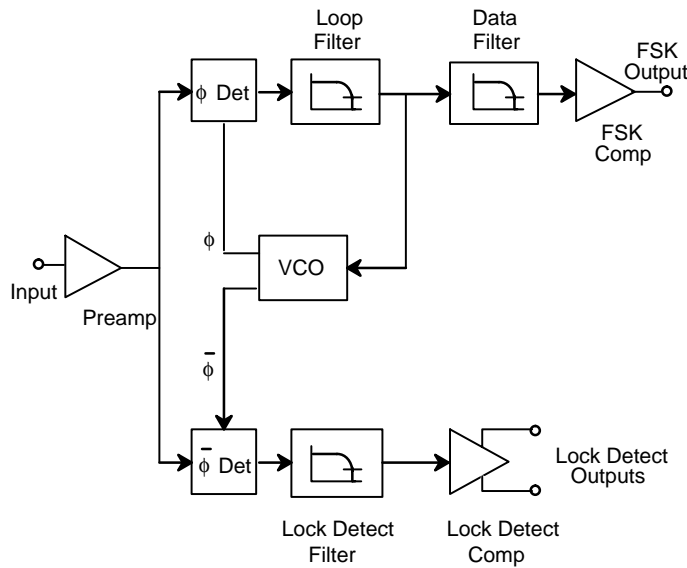 Loop
Filter
Data
Filter
FSK
Output
ϕ Det
FSK
Comp
ϕ
VCO
Input
Preamp
ϕ̅
ϕ̅ Det
Lock Detect
Outputs
Lock Detect
Filter
Lock Detect
Comp